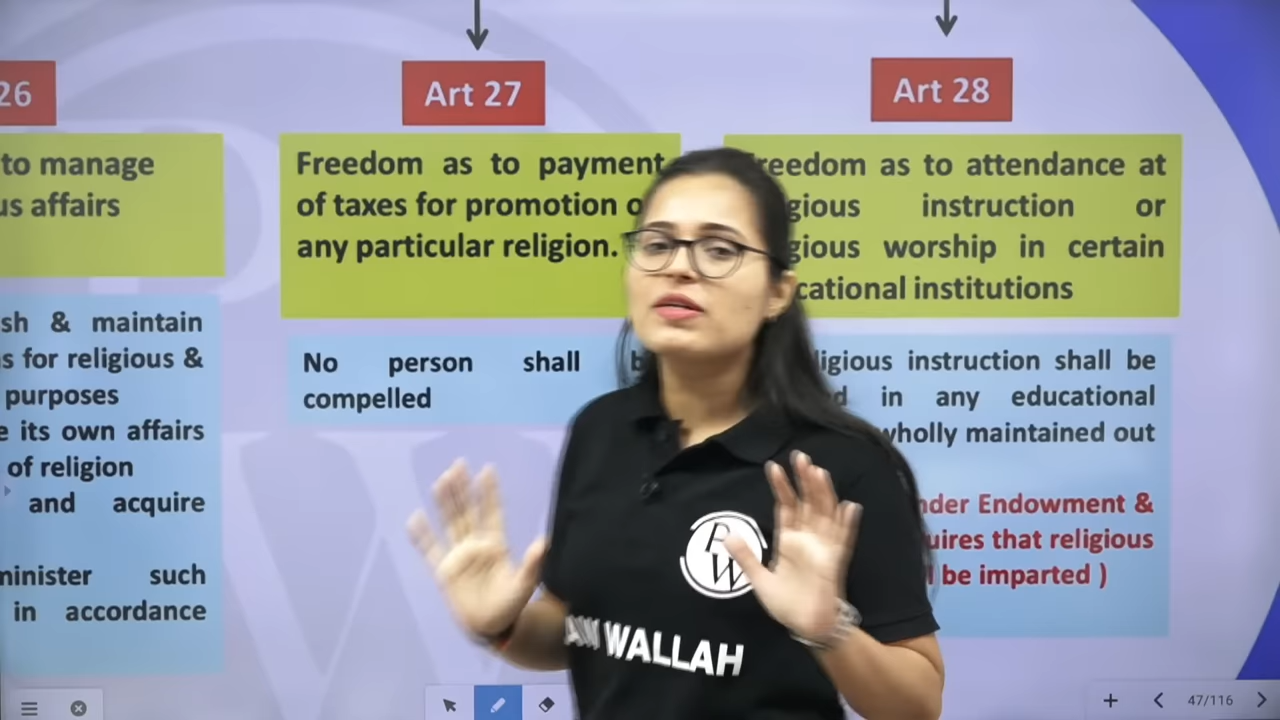 26
to manage
us affairs
sh & maintain
s for religious &
purposes
e its own affairs
of religion
and acquire
minister such
in accordance
Art 27
Freedom as to payment
of taxes for promotion o
any particular religion.
No person shall b
compelled
Art 28
reedom as to attendance at
gious instruction or
gious worship in certain
cational institutions
ligious instruction shall be
d in any educational
wholly maintained out
nder Endowment &
uires that religious
l be imparted )
PW
LAW WALLAH
47/116